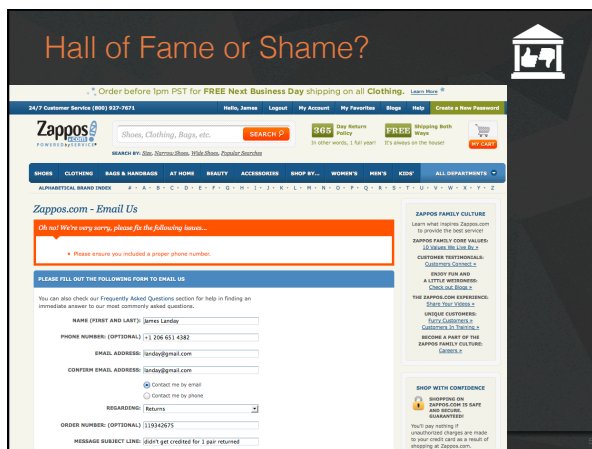 Hall of Fame or Shame?
Order before 1pm PST for FREE Next Business Day shipping on all Clothing. Learn More
24/7 Customer Service (800) 927-7671 Hello, James Logout My Account My Favorites Blogs Help Create a New Password
Zappos.com
POWERED by SERVICE
Shoes, Clothing, Bags, etc. SEARCH
SEARCH BY: Size, Narrow Shoes, Wide Shoes, Popular Searches
365 Day Return Policy
In other words, 1 full year!
FREE Shipping Both Ways
It's always on the house!
MY CART
SHOES CLOTHING BAGS & HANDBAGS AT HOME BEAUTY ACCESSORIES SHOP BY... WOMEN'S MEN'S KIDS' ALL DEPARTMENTS
ALPHABETICAL BRAND INDEX # · A · B · C · D · E · F · G · H · I · J · K · L · M · N · O · P · Q · R · S · T · U · V · W · X · Y · Z
Zappos.com - Email Us
Oh no! We're very sorry, please fix the following issues...
Please ensure you included a proper phone number.
PLEASE FILL OUT THE FOLLOWING FORM TO EMAIL US
You can also check our Frequently Asked Questions section for help in finding an
immediate answer to our most commonly asked questions.
NAME (FIRST AND LAST): James Landay
PHONE NUMBER: (OPTIONAL) +1 206 651 4382
EMAIL ADDRESS: landay@gmail.com
CONFIRM EMAIL ADDRESS: landay@gmail.com
Contact me by email
Contact me by phone
REGARDING: Returns
ORDER NUMBER: (OPTIONAL) 119342675
MESSAGE SUBJECT LINE: didn't get credited for 1 pair returned
ZAPPOS FAMILY CULTURE
Learn what inspires Zappos.com
to provide the best service!
ZAPPOS FAMILY CORE VALUES:
10 Values We Live By »
CUSTOMER TESTIMONIALS:
Customers Connect »
ENJOY FUN AND
A LITTLE WEIRDNESS:
Check out Blogs »
THE ZAPPOS.COM EXPERIENCE:
Share Your Videos »
UNIQUE CUSTOMERS:
Furry Customers »
Customers In Training »
BECOME A PART OF THE
ZAPPOS FAMILY CULTURE:
Careers »
SHOP WITH CONFIDENCE
SHOPPING ON
ZAPPOS.COM IS SAFE
AND SECURE.
GUARANTEED!
You'll pay nothing if
unauthorized charges are made
to your credit card as a result of
shopping at Zappos.com.